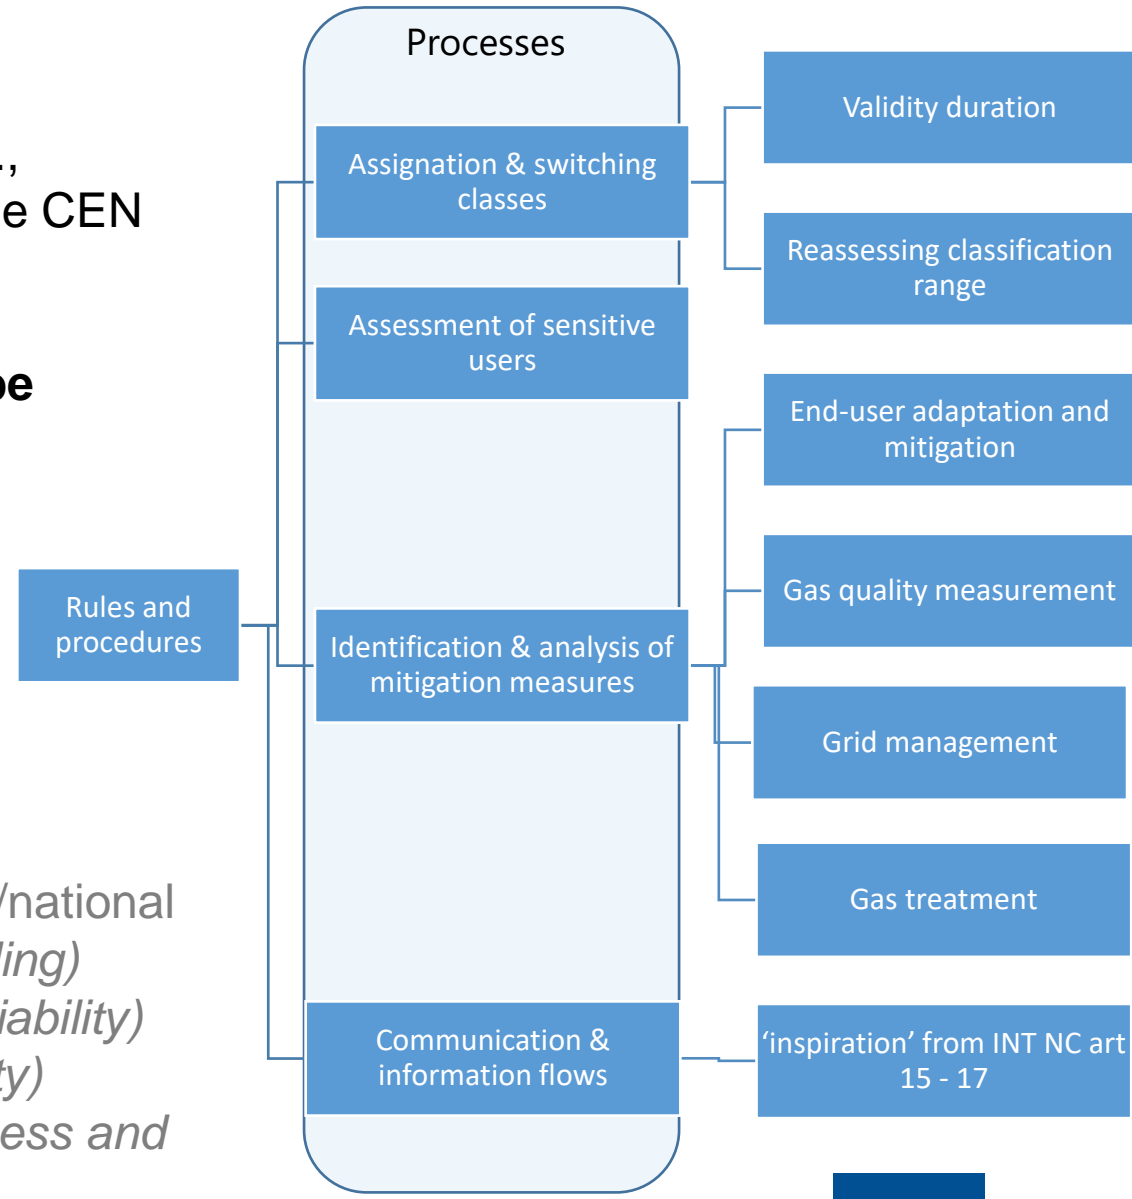 .,
e CEN
be
/national
ling)
iability)
ty)
ess and
Rules and
procedures
Processes
Assignation & switching
classes
Assessment of sensitive
users
Identification & analysis of
mitigation measures
Communication &
information flows
Validity duration
Reassessing classification
range
End-user adaptation and
mitigation
Gas quality measurement
Grid management
Gas treatment
‘inspiration’ from INT NC art
15 - 17